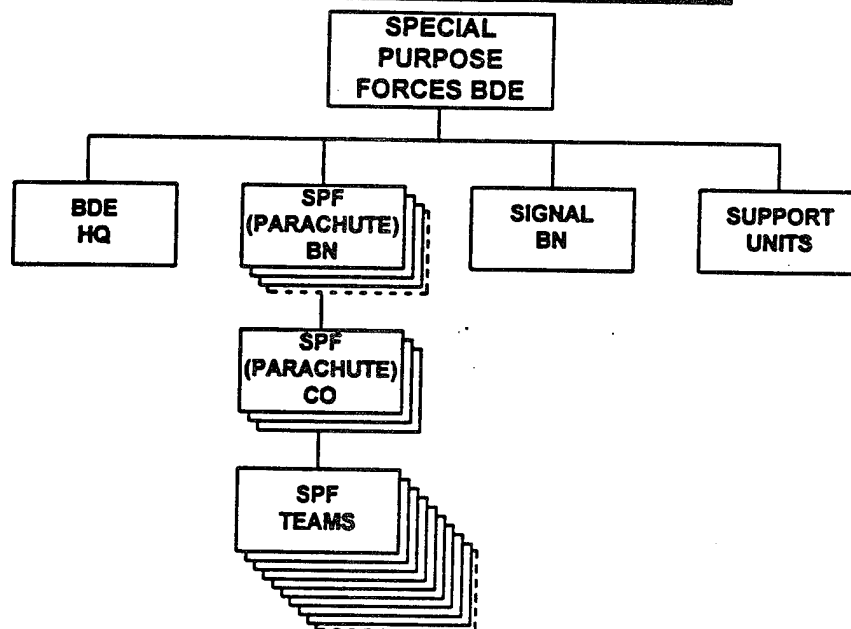 SPECIAL
PURPOSE
FORCES BDE
BDE
HQ
SPF
(PARACHUTE)
BN
SIGNAL
BN
SUPPORT
UNITS
SPF
(PARACHUTE)
CO
SPF
TEAMS